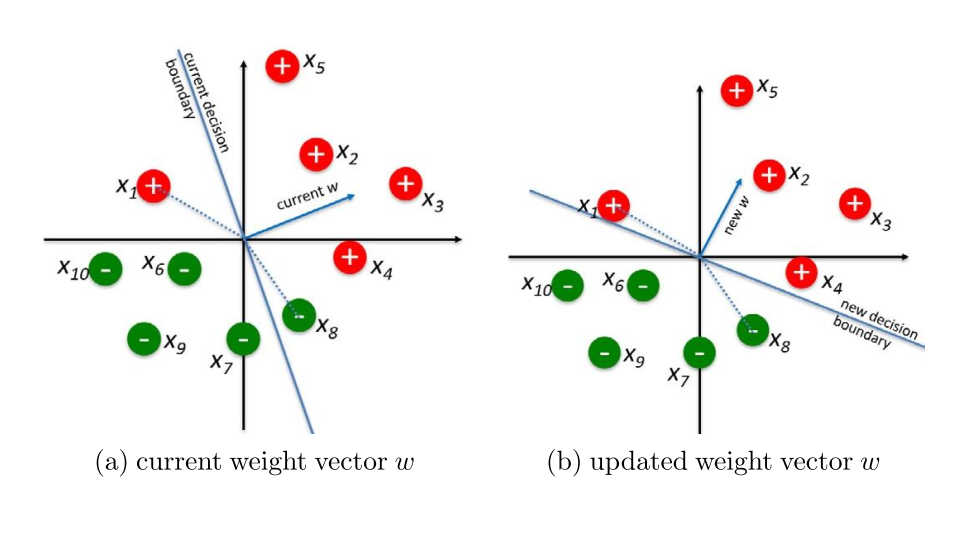 current decision
boundary
+ x5
+ x2
x1 +
current w
+ x3
+ x4
x10 -
x6 -
- x8
- x9
x7 -
(a) current weight vector w
+ x5
+ x2
new w
x1 +
+ x3
+ x4
x10 -
x6 -
new decision
boundary
- x8
- x9
x7 -
(b) updated weight vector w